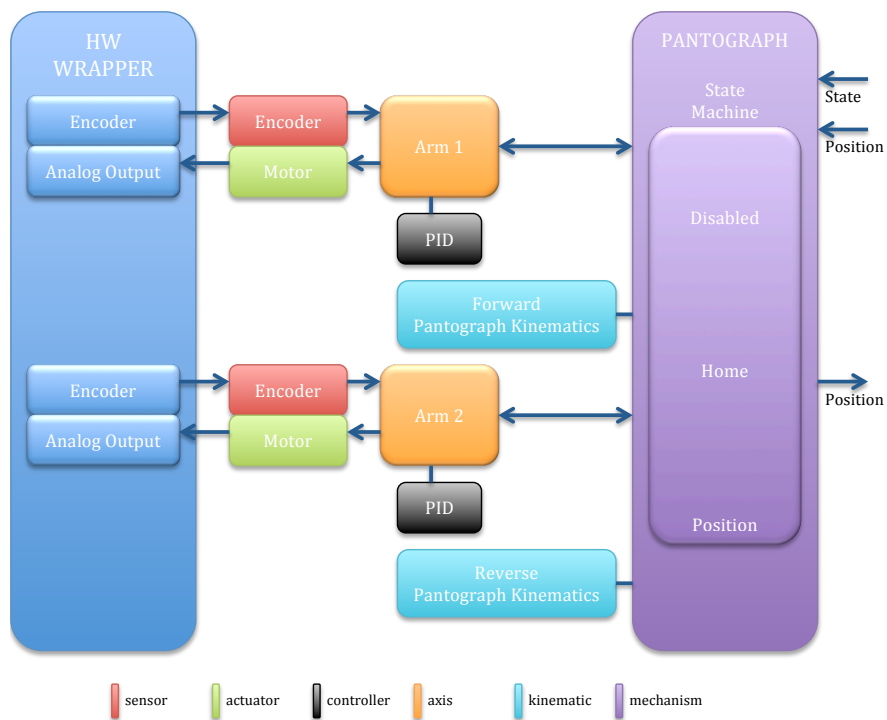 HW
WRAPPER
Encoder
Analog Output
Encoder
Motor
Arm 1
PID
Forward
Pantograph Kinematics
Encoder
Analog Output
Encoder
Motor
Arm 2
PID
Reverse
Pantograph Kinematics
PANTOGRAPH
State
Machine
Disabled
Home
Position
State
Position
Position
sensor
actuator
controller
axis
kinematic
mechanism